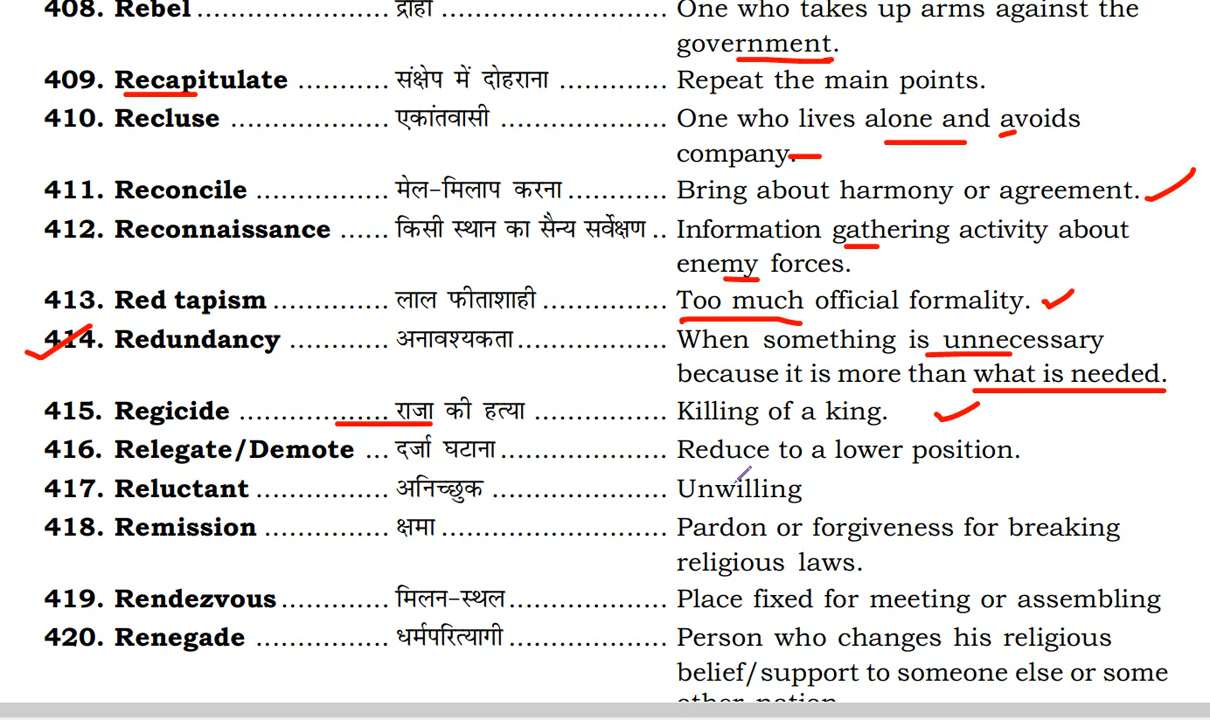 408. Rebel .................... द्रोही ........................ One who takes up arms against the
government.
409. Recapitulate ........... संक्षेप में दोहराना ............. Repeat the main points.
410. Recluse ................... एकांतवासी .................... One who lives alone and avoids
company.
411. Reconcile ................ मेल-मिलाप करना ............ Bring about harmony or agreement.
412. Reconnaissance ...... किसी स्थान का सैन्य सर्वेक्षण .. Information gathering activity about
enemy forces.
413. Red tapism .............. लाल फीताशाही ............... Too much official formality.
414. Redundancy ............ अनावश्यकता .................. When something is unnecessary
because it is more than what is needed.
415. Regicide .................. राजा की हत्या ................. Killing of a king.
416. Relegate/Demote ... दर्जा घटाना .................... Reduce to a lower position.
417. Reluctant ................ अनिच्छुक ..................... Unwilling
418. Remission ............... क्षमा ........................... Pardon or forgiveness for breaking
religious laws.
419. Rendezvous ............. मिलन-स्थल ................... Place fixed for meeting or assembling
420. Renegade ................ धर्मपरित्यागी ................... Person who changes his religious
belief/support to someone else or some
other nation